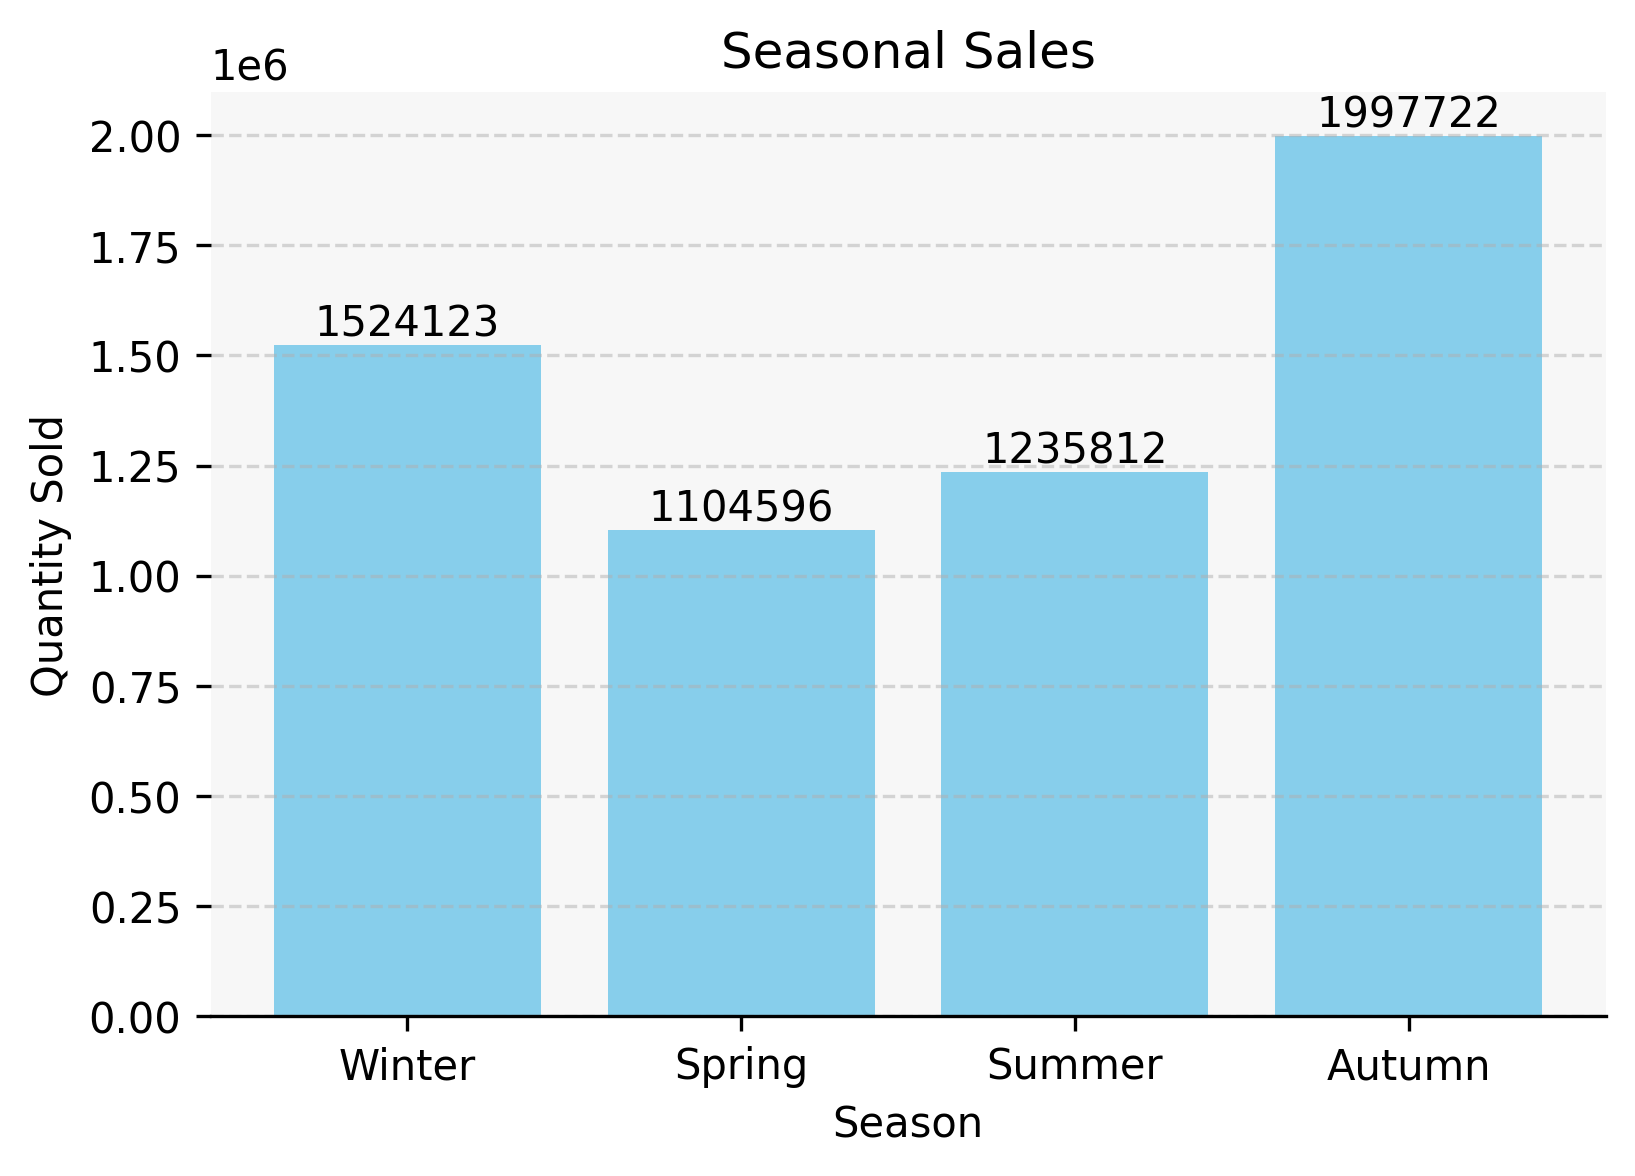 Seasonal Sales
1e6
2.00
1.75
1.50
1.25
1.00
0.75
0.50
0.25
0.00
Quantity Sold
1524123
1104596
1235812
1997722
Winter
Spring
Summer
Autumn
Season